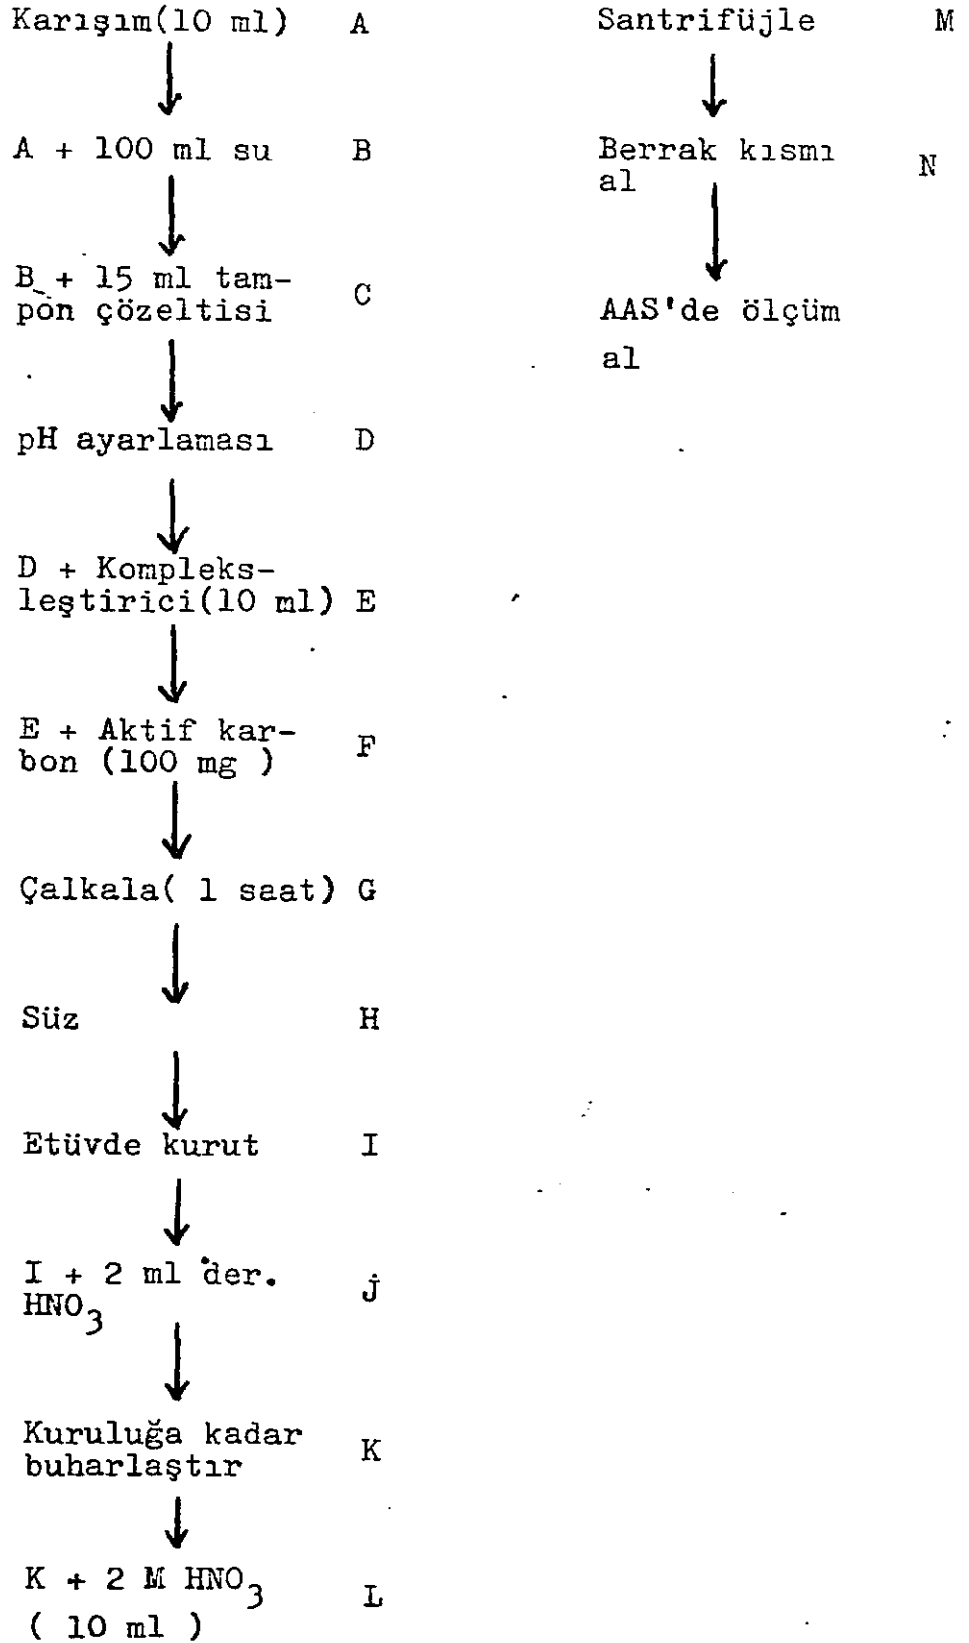 Karışım(10 ml) A
A + 100 ml su B
B + 15 ml tam-
pon çözeltisi C
pH ayarlaması D
D + Kompleks-
leştirici(10 ml) E
E + Aktif kar-
bon (100 mg ) F
Çalkala( 1 saat) G
Süz H
Etüvde kurut I
I + 2 ml der.
HNO3 j
Kuruluğa kadar
buharlaştır K
K + 2 M HNO3
( 10 ml ) L
Santrifüjle M
Berrak kısmı
al N
AAS'de ölçüm
al